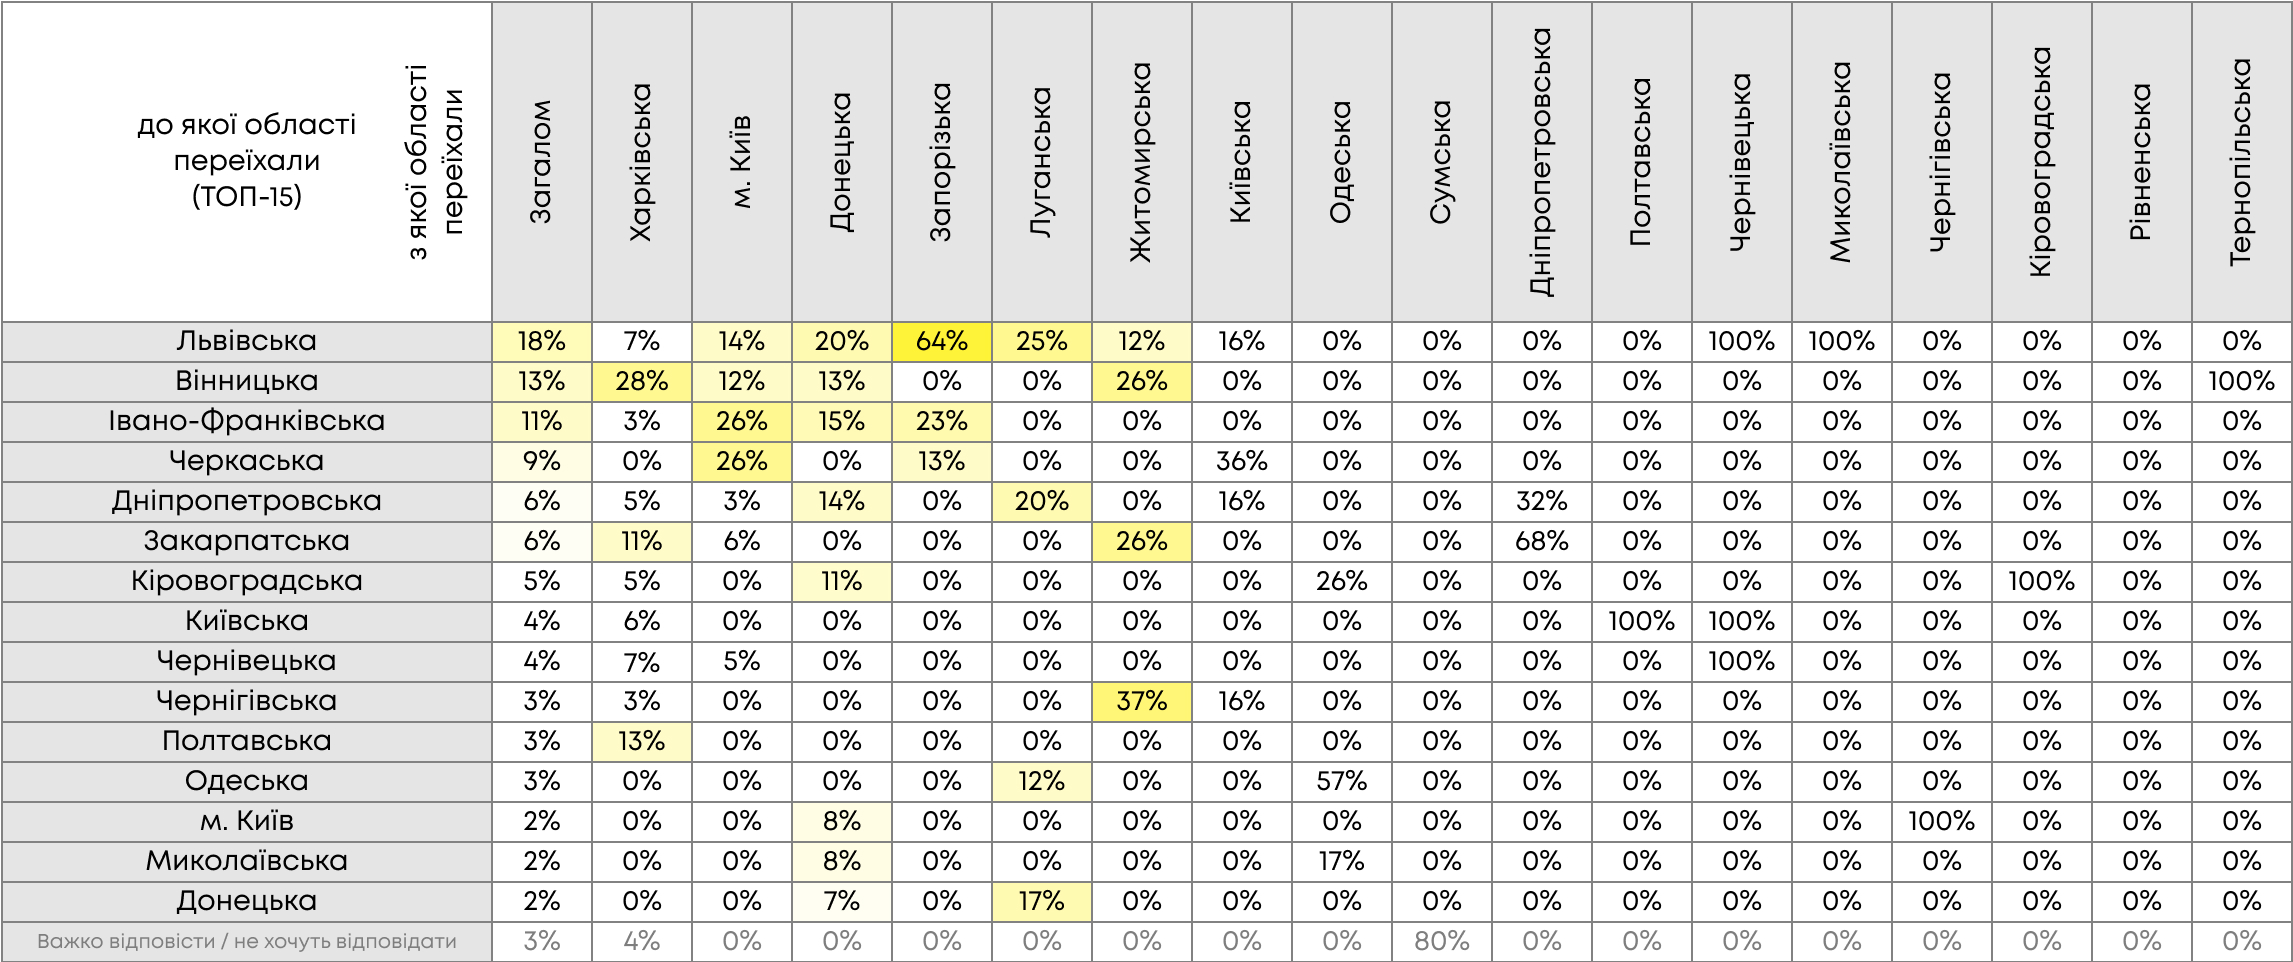 до якої області
переїхали
(ТОП-15)
з якої області
переїхали
Загалом
Харківська
м. Київ
Донецька
Запорізька
Луганська
Житомирська
Київська
Одеська
Сумська
Дніпропетровська
Полтавська
Чернівецька
Миколаївська
Чернігівська
Кіровоградська
Рівненська
Тернопільська
Львівська 18% 7% 14% 20% 64% 25% 12% 16% 0% 0% 0% 0% 100% 100% 0% 0% 0% 0%
Вінницька 13% 28% 12% 13% 0% 0% 26% 0% 0% 0% 0% 0% 0% 0% 0% 0% 0% 100%
Івано-Франківська 11% 3% 26% 15% 23% 0% 0% 0% 0% 0% 0% 0% 0% 0% 0% 0% 0% 0%
Черкаська 9% 0% 26% 0% 13% 0% 0% 36% 0% 0% 0% 0% 0% 0% 0% 0% 0% 0%
Дніпропетровська 6% 5% 3% 14% 0% 20% 0% 16% 0% 0% 32% 0% 0% 0% 0% 0% 0% 0%
Закарпатська 6% 11% 6% 0% 0% 0% 26% 0% 0% 0% 68% 0% 0% 0% 0% 0% 0% 0%
Кіровоградська 5% 5% 0% 11% 0% 0% 0% 0% 26% 0% 0% 0% 0% 0% 0% 100% 0% 0%
Київська 4% 6% 0% 0% 0% 0% 0% 0% 0% 0% 0% 100% 100% 0% 0% 0% 0% 0%
Чернівецька 4% 7% 5% 0% 0% 0% 0% 0% 0% 0% 0% 0% 100% 0% 0% 0% 0% 0%
Чернігівська 3% 3% 0% 0% 0% 0% 37% 16% 0% 0% 0% 0% 0% 0% 0% 0% 0% 0%
Полтавська 3% 13% 0% 0% 0% 0% 0% 0% 0% 0% 0% 0% 0% 0% 0% 0% 0% 0%
Одеська 3% 0% 0% 0% 0% 12% 0% 0% 57% 0% 0% 0% 0% 0% 0% 0% 0% 0%
м. Київ 2% 0% 0% 8% 0% 0% 0% 0% 0% 0% 0% 0% 0% 0% 100% 0% 0% 0%
Миколаївська 2% 0% 0% 8% 0% 0% 0% 0% 17% 0% 0% 0% 0% 0% 0% 0% 0% 0%
Донецька 2% 0% 0% 7% 0% 17% 0% 0% 0% 0% 0% 0% 0% 0% 0% 0% 0% 0%
Важко відповісти / не хочуть відповідати 3% 4% 0% 0% 0% 0% 0% 0% 0% 80% 0% 0% 0% 0% 0% 0% 0% 0%